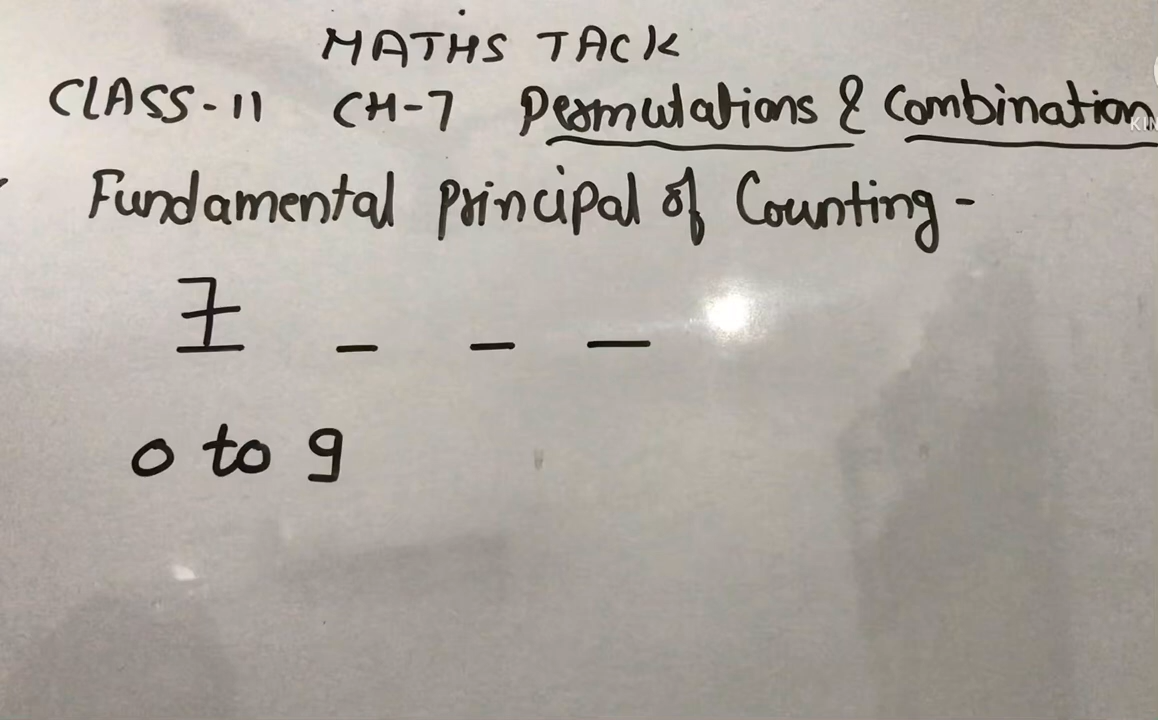 MATHS TACK
CLASS-11 CH-7 Permutations & Combination
Fundamental Principal of Counting -
7 _ _ _
0 to 9